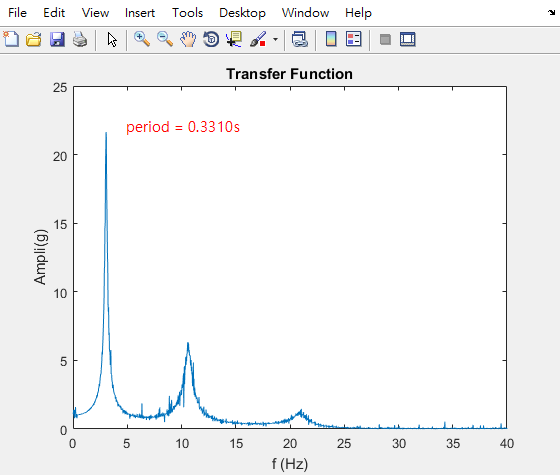 File Edit View Insert Tools Desktop Window Help
Transfer Function
period = 0.3310s
25
20
15
10
5
0
Ampli(g)
0 5 10 15 20 25 30 35 40
f (Hz)